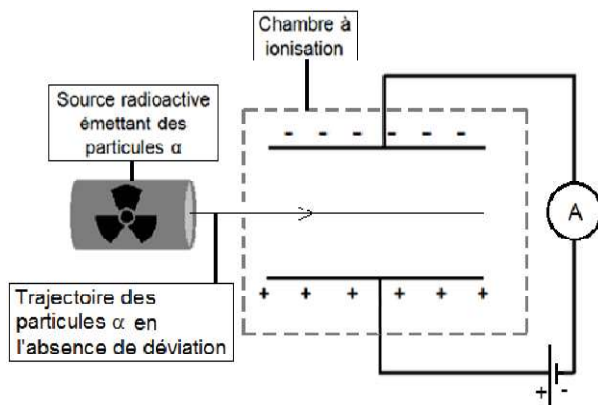 Chambre à
ionisation
Source radioactive
émettant des
particules α
- - - - - -
A
+ + + + + +
Trajectoire des
particules α en
l'absence de déviation
+ -